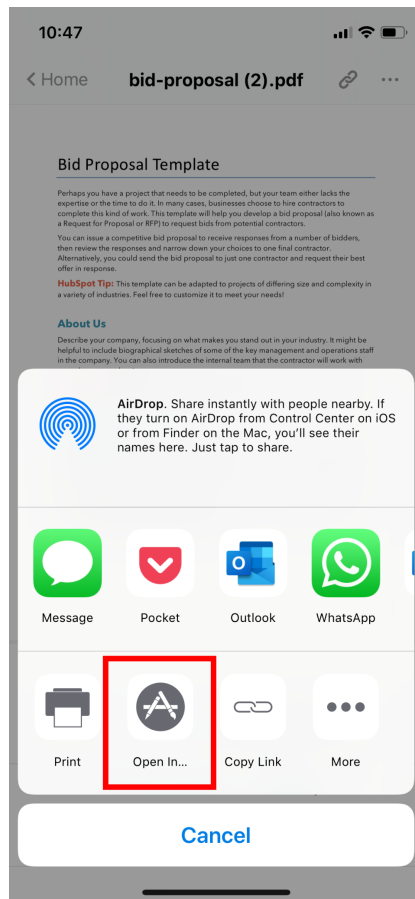 10:47
Home
bid-proposal (2).pdf
Bid Proposal Template
Perhaps you have a project that needs to be completed, but your team either lacks the
expertise or the time to do it. In many cases, businesses choose to hire contractors to
complete this kind of work. This template will help you develop a bid proposal (also known as
a Request for Proposal or RFP) to request bids from potential contractors.
You can issue a competitive bid proposal to receive responses from a number of bidders,
then review the responses and narrow down your choices to one final contractor.
Alternatively, you could send the bid proposal to just one contractor and request their best
offer in response.
HubSpot Tip: This template can be adapted to projects of differing size and complexity in
a variety of industries. Feel free to customize it to meet your needs!
About Us
Describe your company, focusing on what makes you stand out in your industry. It might be
helpful to include biographical sketches of some of the key management and operations staff
in the company. You can also introduce the internal team that the contractor will work with
AirDrop. Share instantly with people nearby. If
they turn on AirDrop from Control Center on iOS
or from Finder on the Mac, you'll see their
names here. Just tap to share.
Message
Pocket
Outlook
WhatsApp
Print
Open In...
Copy Link
More
Cancel